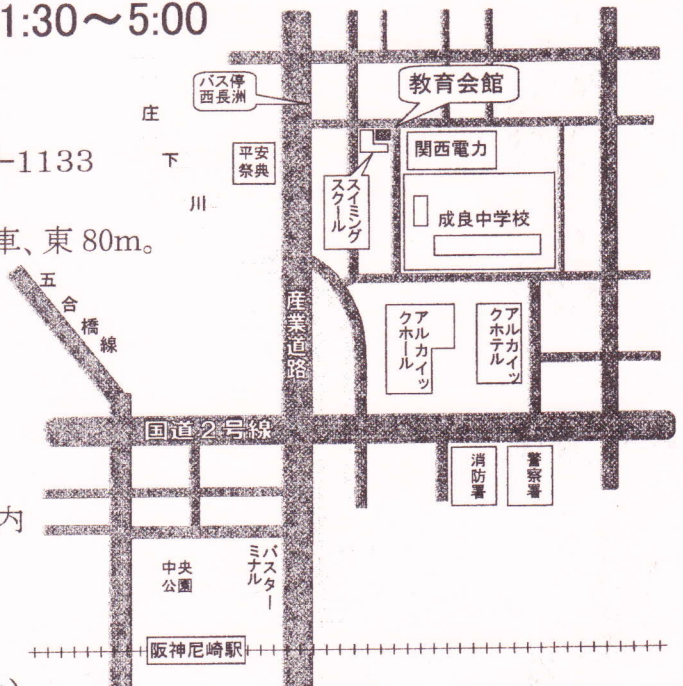 1:30～5:00
バス停
西長洲
教育会館
庄下川
-1133
平安
祭典
関西電力
スイミング
スクール
成良中学校
車、東 80m。
五合橋線
産業道路
アルカイッ
クホール
アルカイッ
クホテル
国道２号線
消防署
警察署
内
中央
公園
バスター
ミナル
阪神尼崎駅